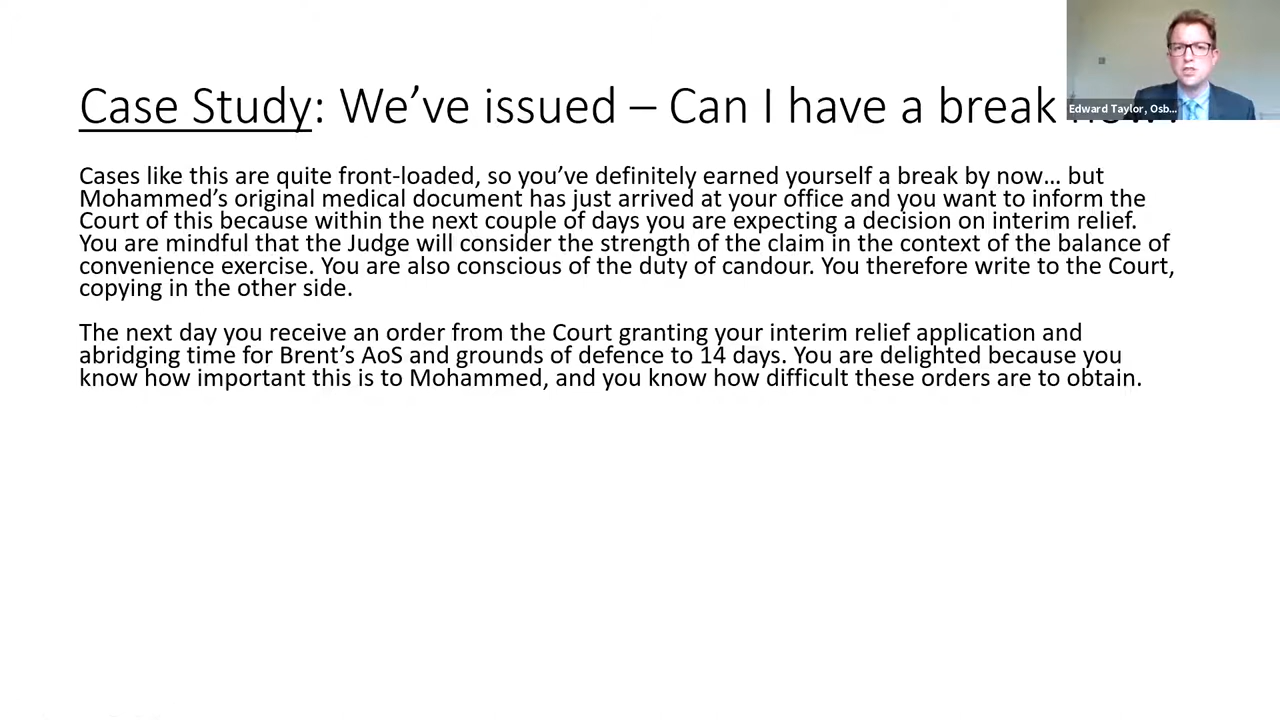 Case Study: We’ve issued – Can I have a break
Edward Taylor, Osb...
Cases like this are quite front-loaded, so you’ve definitely earned yourself a break by now… but
Mohammed’s original medical document has just arrived at your office and you want to inform the
Court of this because within the next couple of days you are expecting a decision on interim relief.
You are mindful that the Judge will consider the strength of the claim in the context of the balance of
convenience exercise. You are also conscious of the duty of candour. You therefore write to the Court,
copying in the other side.
The next day you receive an order from the Court granting your interim relief application and
abridging time for Brent’s AoS and grounds of defence to 14 days. You are delighted because you
know how important this is to Mohammed, and you know how difficult these orders are to obtain.